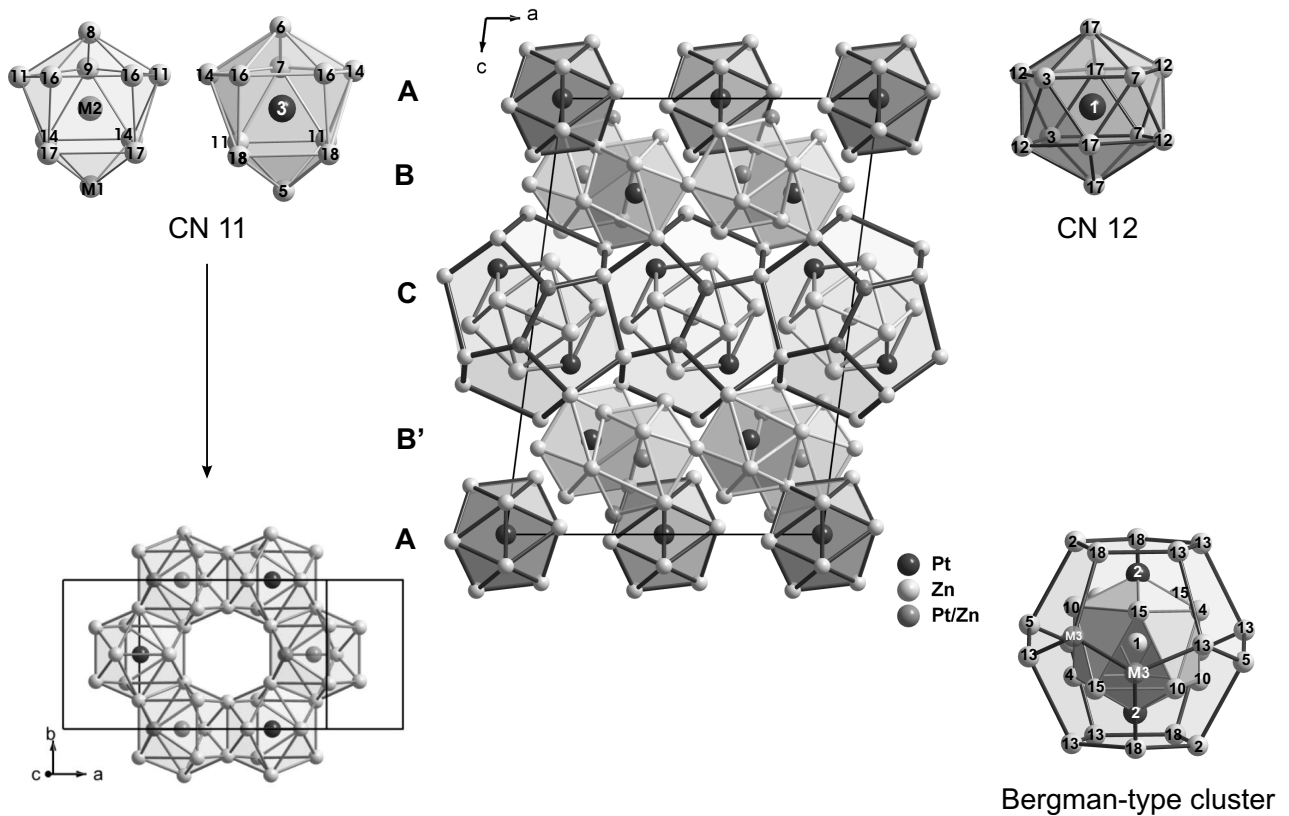 8
11 16 9 16 11
M2
14 14
17 17
M1
6
14 16 7 16 14
3
11 11
18 18
5
CN 11
a
c
A
B
C
B’
A
17
12 3 17 7 12
1
12 3 17 7 12
17
CN 12
Pt
Zn
Pt/Zn
b
c a
2 18 13 13
18
2
10 15 15 4
5 M3 1 13 13
13 M3 5
4 15 10 10
2
13 13 18 18 2
Bergman-type cluster